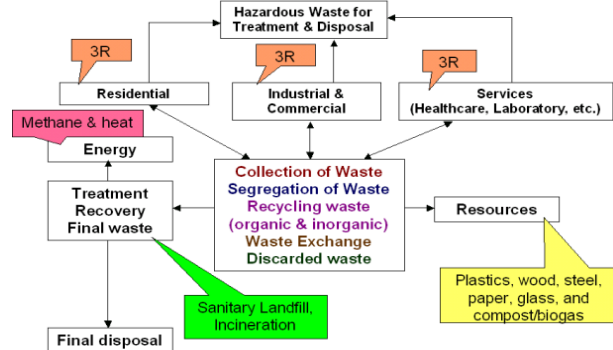 Hazardous Waste for
Treatment & Disposal
3R
3R
3R
Residential
Industrial &
Commercial
Services
(Healthcare, Laboratory, etc.)
Methane & heat
Energy
Collection of Waste
Segregation of Waste
Recycling waste
(organic & inorganic)
Waste Exchange
Discarded waste
Treatment
Recovery
Final waste
Resources
Sanitary Landfill,
Incineration
Plastics, wood, steel,
paper, glass, and
compost/biogas
Final disposal